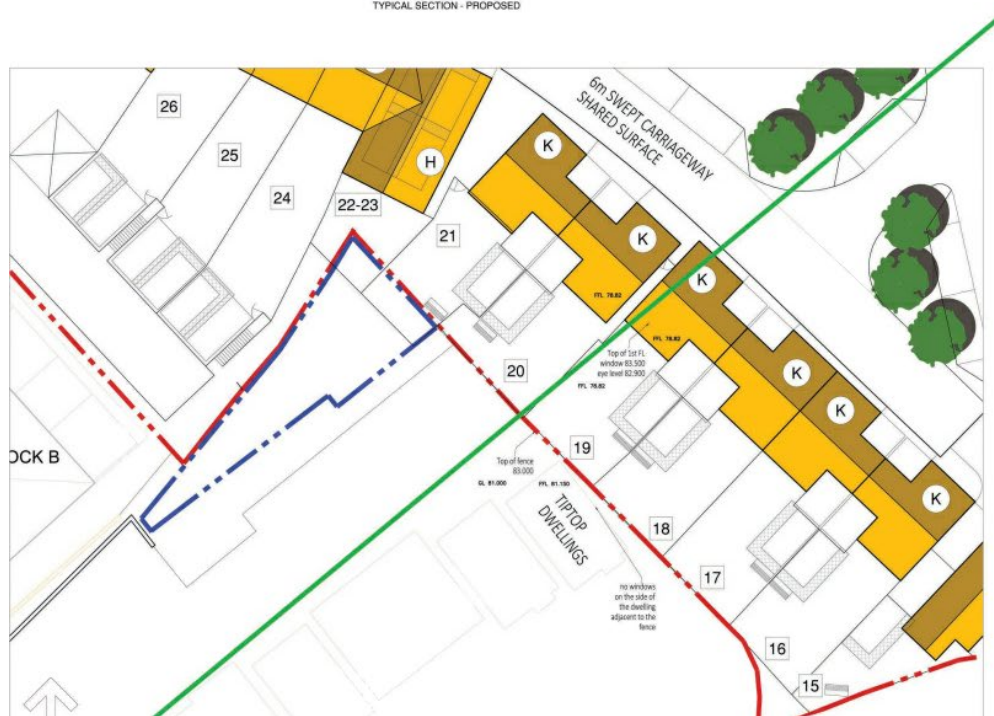 TYPICAL SECTION - PROPOSED
6m SWEPT CARRIAGEWAY
SHARED SURFACE
26
25
24
22-23
H
21
K
K
K
K
K
K
FFL 78.82
FFL 78.82
Top of 1st FL
window 83.500
eye level 82.900
FFL 78.82
20
OCK B
Top of fence
83.000
GL 81.000
FFL 81.150
19
TIPTOP
DWELLINGS
18
17
no windows
on the side of
the dwelling
adjacent to the
fence
16
15